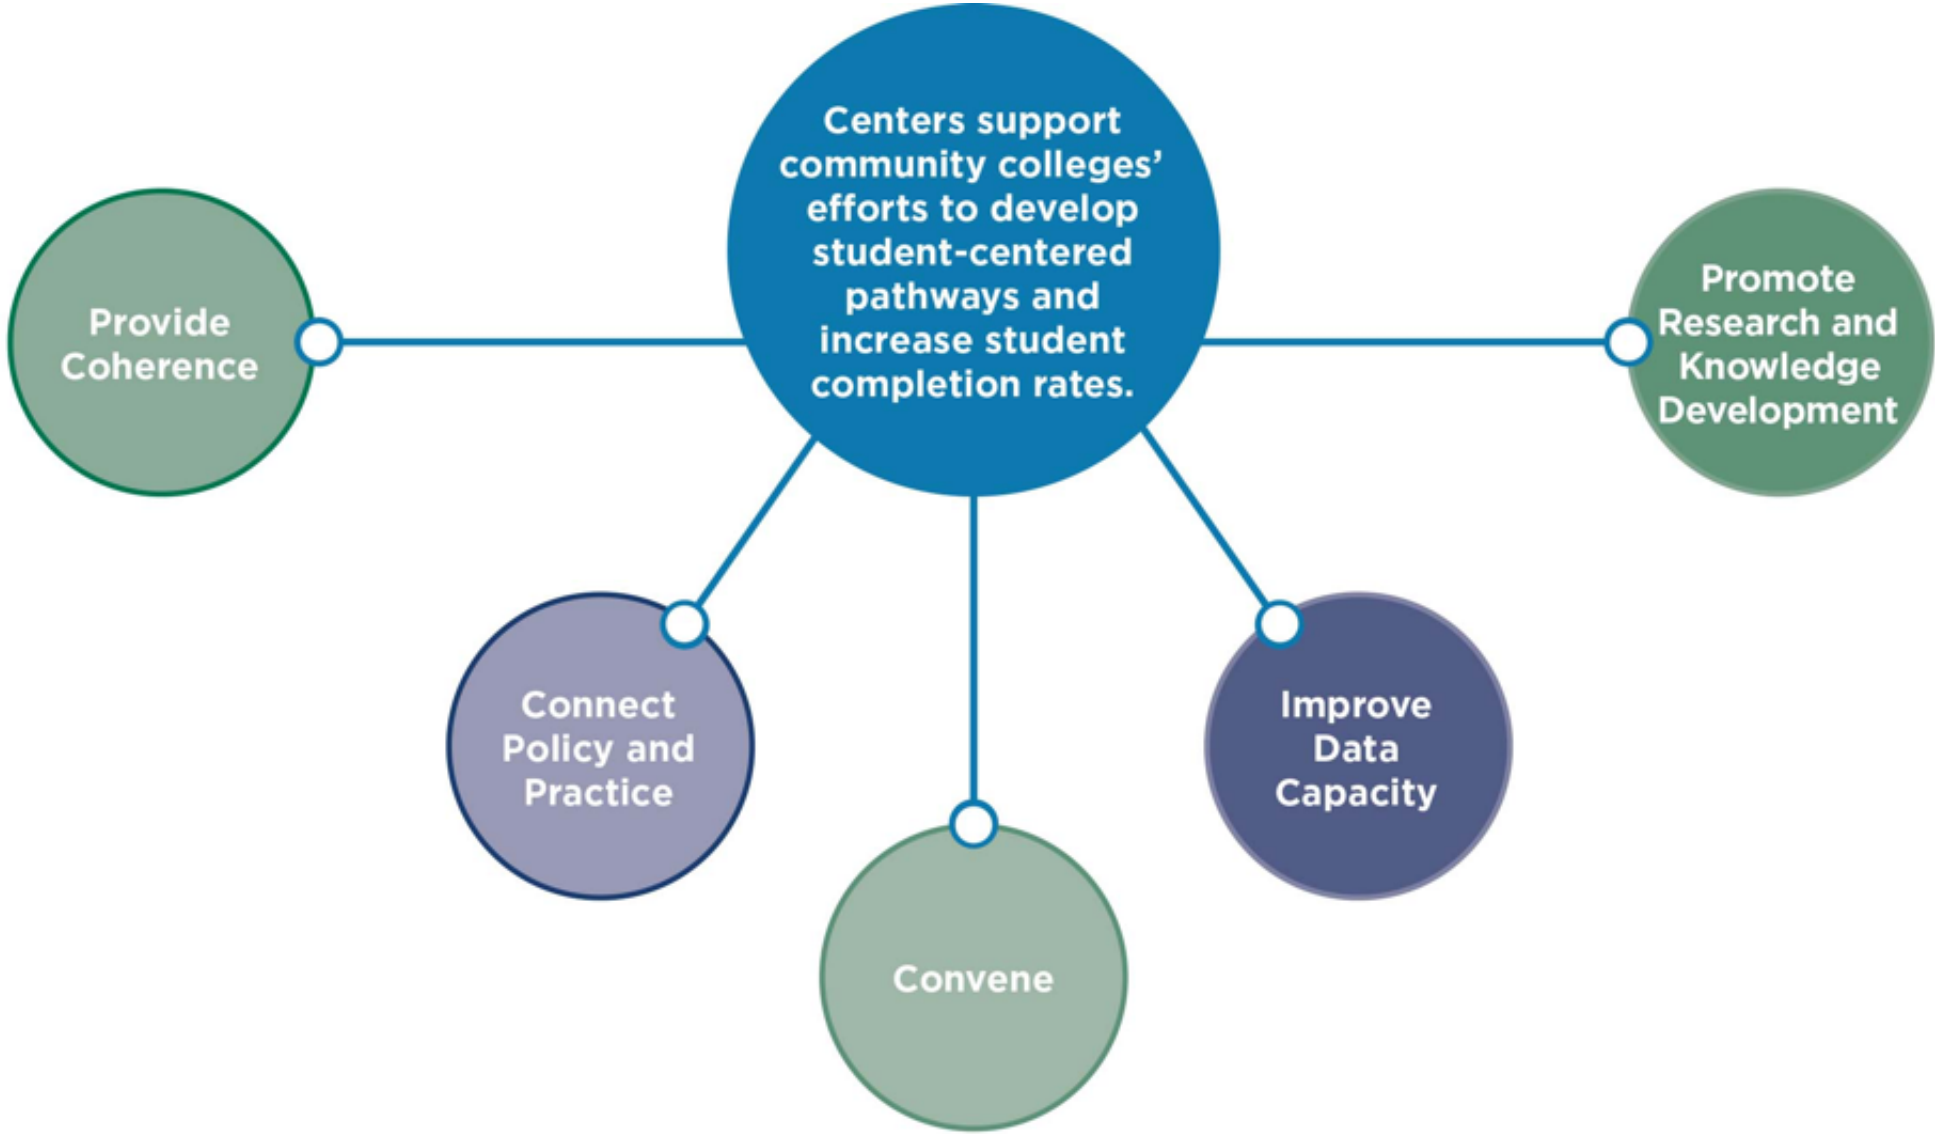 Centers support
community colleges’
efforts to develop
student-centered
pathways and
increase student
completion rates.
Provide
Coherence
Connect
Policy and
Practice
Convene
Improve
Data
Capacity
Promote
Research and
Knowledge
Development